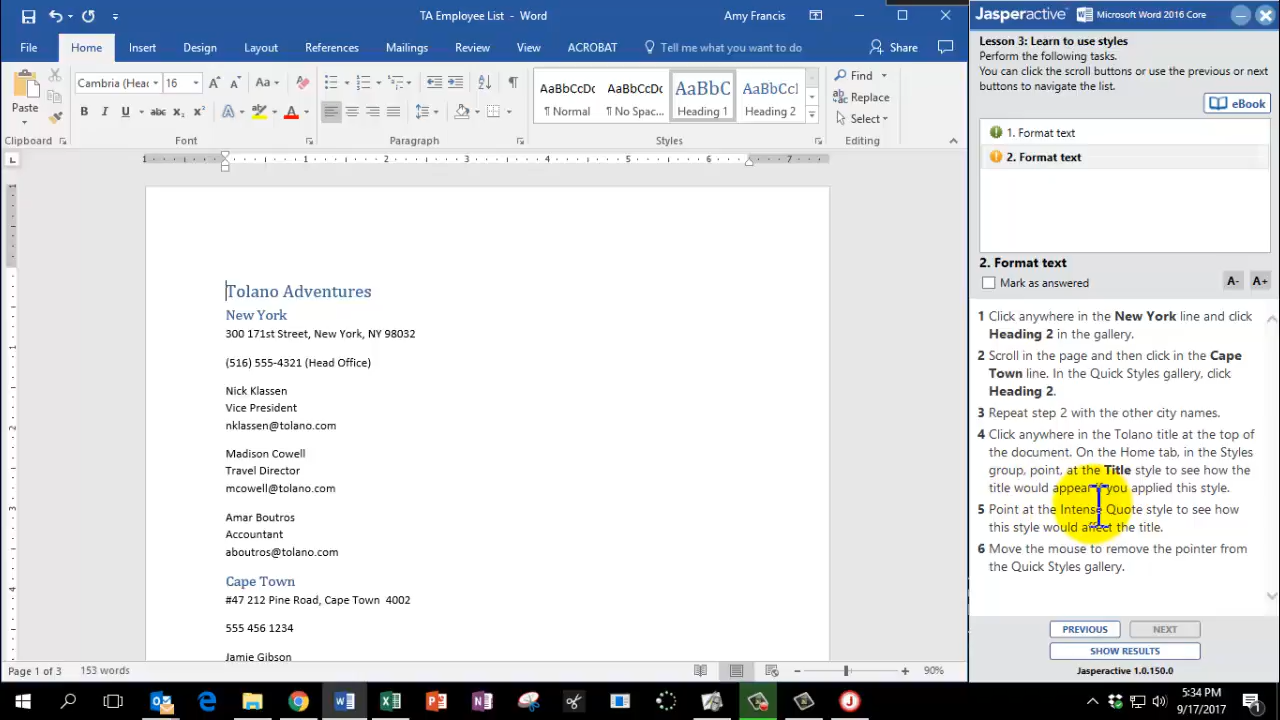 TA Employee List - Word
Amy Francis
File Home Insert Design Layout References Mailings Review View ACROBAT Tell me what you want to do Share
Paste
Cambria (Hea 16
AaBbCcDc AaBbCcDc AaBbC AaBbCcI
¶ Normal ¶ No Spac... Heading 1 Heading 2
Find
Replace
Select
Clipboard Font Paragraph Styles Editing
1 1 2 3 4 5 6 7
Tolano Adventures
New York
300 171st Street, New York, NY 98032
(516) 555-4321 (Head Office)
Nick Klassen
Vice President
nklassen@tolano.com
Madison Cowell
Travel Director
mcowell@tolano.com
Amar Boutros
Accountant
aboutros@tolano.com
Cape Town
#47 212 Pine Road, Cape Town 4002
555 456 1234
Jamie Gibson
Page 1 of 3 153 words 90%
Jasperactive Microsoft Word 2016 Core
Lesson 3: Learn to use styles
Perform the following tasks.
You can click the scroll buttons or use the previous or next
buttons to navigate the list.
eBook
1. Format text
2. Format text
2. Format text
Mark as answered A- A+
1 Click anywhere in the New York line and click
Heading 2 in the gallery.
2 Scroll in the page and then click in the Cape
Town line. In the Quick Styles gallery, click
Heading 2.
3 Repeat step 2 with the other city names.
4 Click anywhere in the Tolano title at the top of
the document. On the Home tab, in the Styles
group, point, at the Title style to see how the
title would appear if you applied this style.
5 Point at the Intense Quote style to see how
this style would affect the title.
6 Move the mouse to remove the pointer from
the Quick Styles gallery.
PREVIOUS NEXT
SHOW RESULTS
Jasperactive 1.0.150.0
5:34 PM
9/17/2017